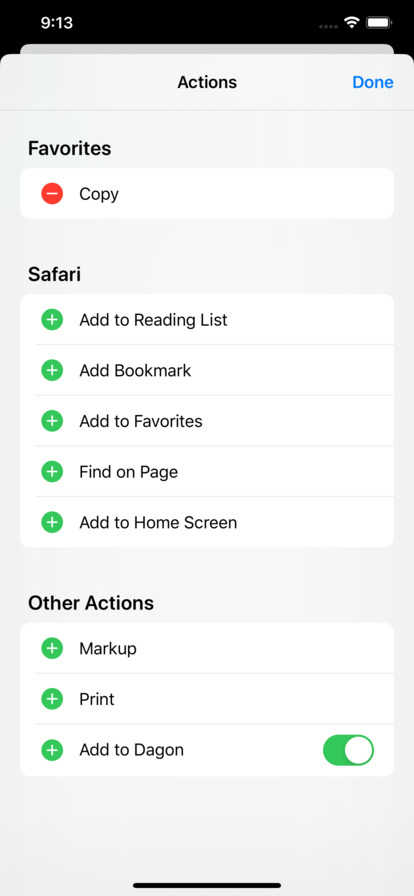 9:13
Actions
Done
Favorites
Copy
Safari
Add to Reading List
Add Bookmark
Add to Favorites
Find on Page
Add to Home Screen
Other Actions
Markup
Print
Add to Dagon